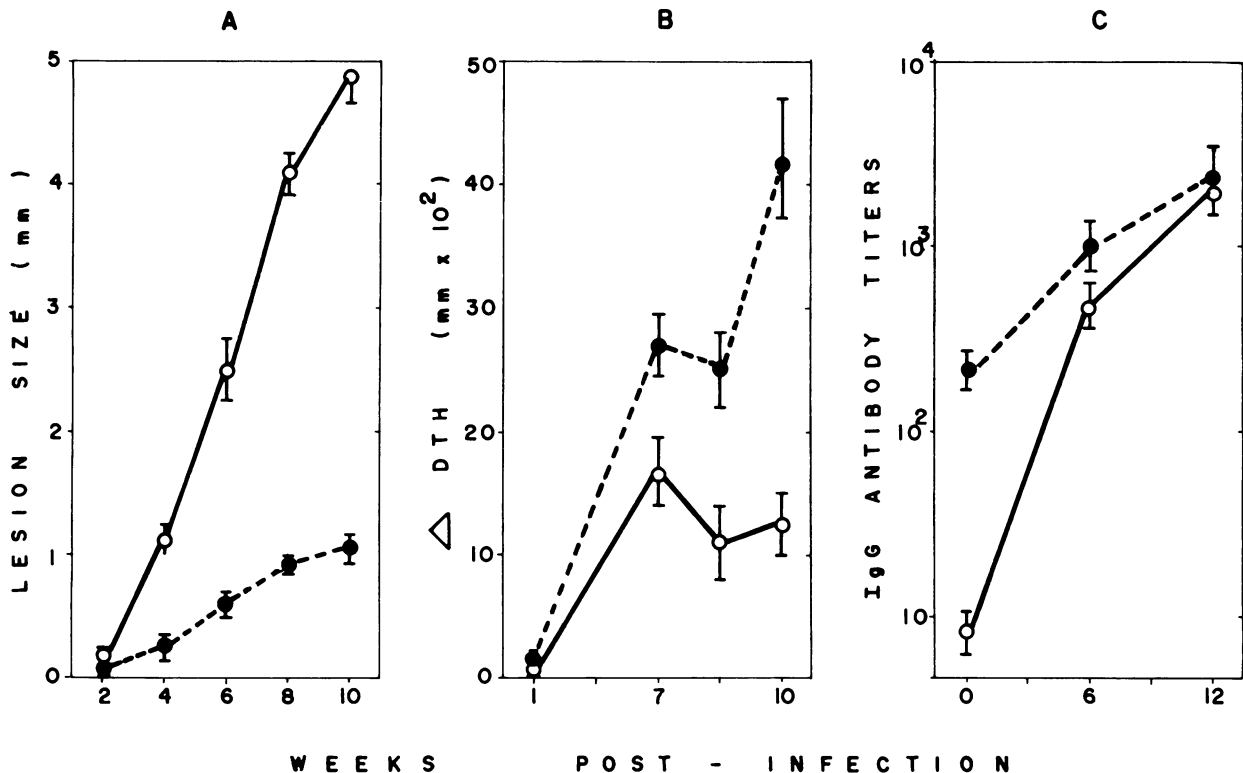 A
LESION SIZE (mm)
5
4
3
2
1
0
2 4 6 8 10
B
△ DTH (mm x 10²)
50
40
30
20
10
0
1 7 10
C
IgG ANTIBODY TITERS
10⁴
10³
10²
10
0 6 12
WEEKS POST - INFECTION